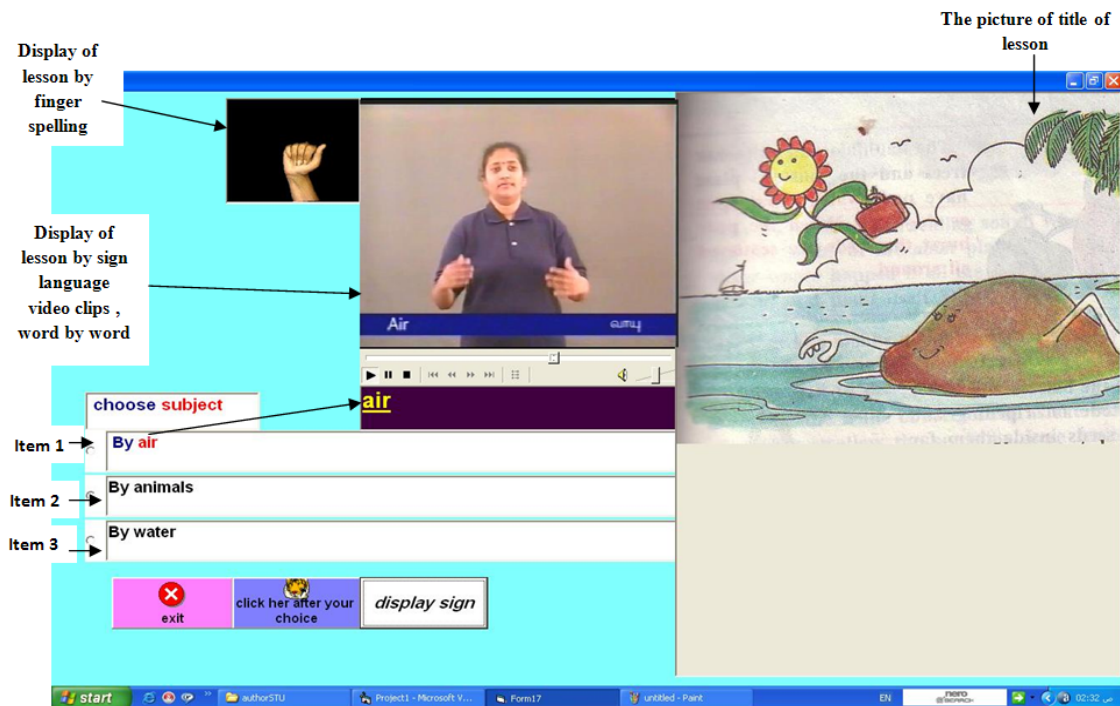 The picture of title of
lesson
Display of
lesson by
finger
spelling
Display of
lesson by sign
language
video clips ,
word by word
Air
வாயு
air
choose subject
Item 1
By air
Item 2
By animals
Item 3
By water
exit
click her after your
choice
display sign
start
authorSTU
Project1 - Microsoft V...
Form17
untitled - Paint
EN
nero
SEARCH
02:32 ص